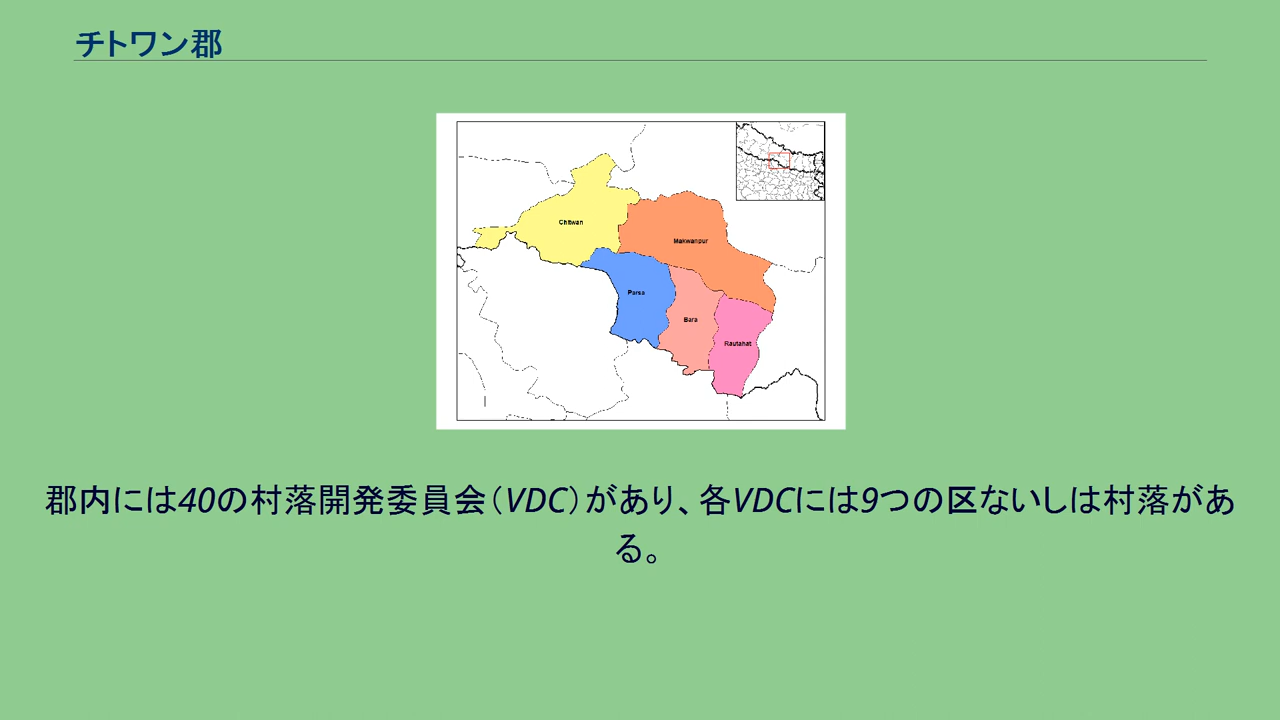 チトワン郡
Chitwan
Makwanpur
Parsa
Bara
Rautahat
郡内には40の村落開発委員会（VDC）があり、各VDCには9つの区ないしは村落があ
る。